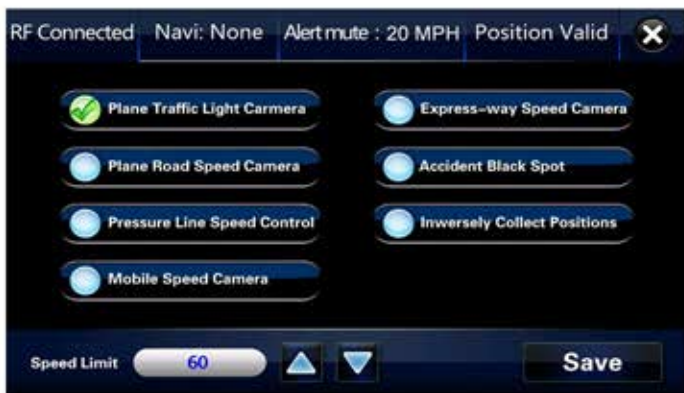 RF Connected Navi: None Alert mute : 20 MPH Position Valid
Plane Traffic Light Carmera Express-way Speed Camera
Plane Road Speed Camera Accident Black Spot
Pressure Line Speed Control Inwersely Collect Positions
Mobile Speed Camera
Speed Limit 60 Save